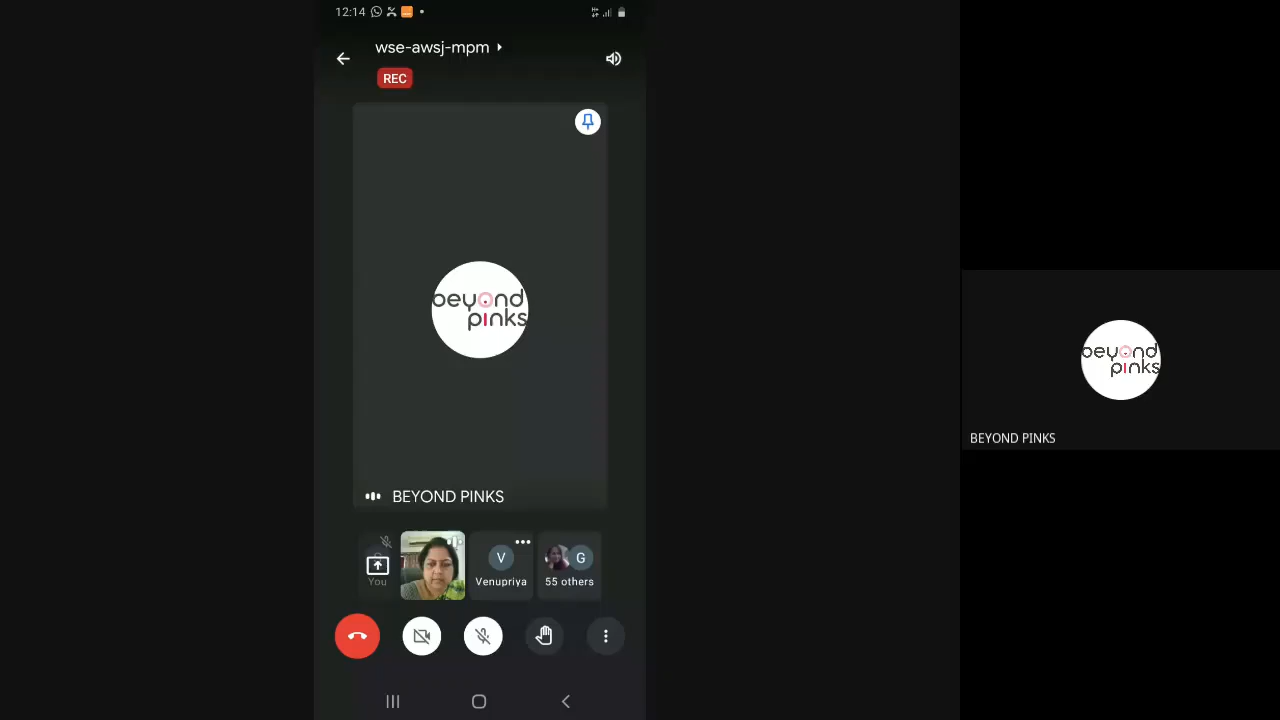 12:14
wse-awsj-mpm
REC
beyond
pinks
BEYOND PINKS
You
V
Venupriya
G
55 others
beyond
pinks
BEYOND PINKS